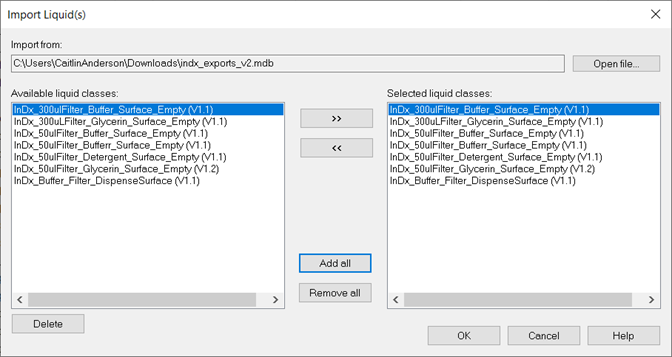 Import Liquid(s)
Import from:
C:\Users\CaitlinAnderson\Downloads\indx_exports_v2.mdb
Open file...
Available liquid classes:
InDx_300ulFilter_Buffer_Surface_Empty (V1.1)
InDx_300uLFilter_Glycerin_Surface_Empty (V1.1)
InDx_50ulFilter_Buffer_Surface_Empty (V1.1)
InDx_50ulFilter_Bufferr_Surface_Empty (V1.1)
InDx_50ulFilter_Detergent_Surface_Empty (V1.1)
InDx_50ulFilter_Glycerin_Surface_Empty (V1.2)
InDx_Buffer_Filter_DispenseSurface (V1.1)
>>
<<
Add all
Remove all
Selected liquid classes:
InDx_300ulFilter_Buffer_Surface_Empty (V1.1)
InDx_300uLFilter_Glycerin_Surface_Empty (V1.1)
InDx_50ulFilter_Buffer_Surface_Empty (V1.1)
InDx_50ulFilter_Bufferr_Surface_Empty (V1.1)
InDx_50ulFilter_Detergent_Surface_Empty (V1.1)
InDx_50ulFilter_Glycerin_Surface_Empty (V1.2)
InDx_Buffer_Filter_DispenseSurface (V1.1)
Delete
OK
Cancel
Help